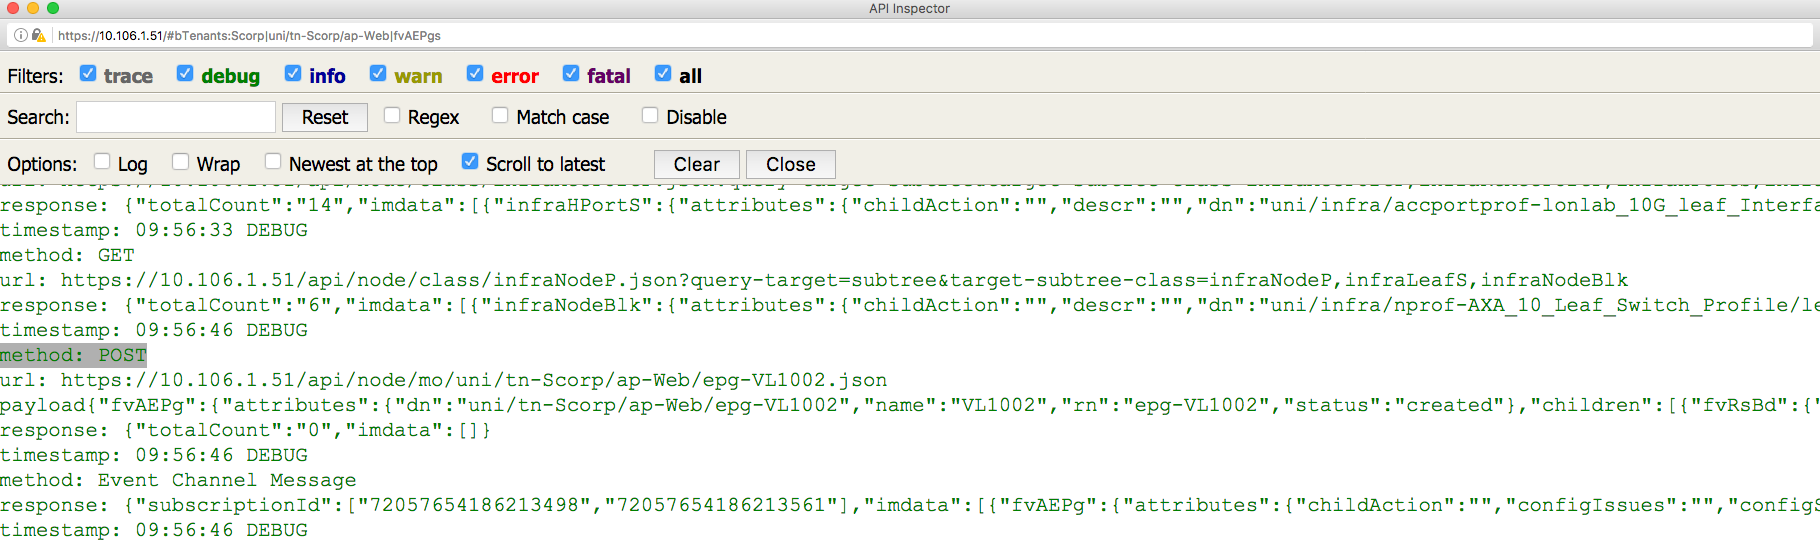 API Inspector
https://10.106.1.51/#bTenants:Scorp|uni/tn-Scorp/ap-Web|fvAEPgs
Filters: trace debug info warn error fatal all
Search: Reset Regex Match case Disable
Options: Log Wrap Newest at the top Scroll to latest Clear Close
response: {"totalCount":"14","imdata":[{"infraHPortS":{"attributes":{"childAction":"","descr":"","dn":"uni/infra/accportprof-lonlab_10G_leaf_Interfa
timestamp: 09:56:33 DEBUG
method: GET
url: https://10.106.1.51/api/node/class/infraNodeP.json?query-target=subtree&target-subtree-class=infraNodeP,infraLeafS,infraNodeBlk
response: {"totalCount":"6","imdata":[{"infraNodeBlk":{"attributes":{"childAction":"","descr":"","dn":"uni/infra/nprof-AXA_10_Leaf_Switch_Profile/le
timestamp: 09:56:46 DEBUG
method: POST
url: https://10.106.1.51/api/node/mo/uni/tn-Scorp/ap-Web/epg-VL1002.json
payload{"fvAEPg":{"attributes":{"dn":"uni/tn-Scorp/ap-Web/epg-VL1002","name":"VL1002","rn":"epg-VL1002","status":"created"},"children":[{"fvRsBd":{"
response: {"totalCount":"0","imdata":[]}
timestamp: 09:56:46 DEBUG
method: Event Channel Message
response: {"subscriptionId":["72057654186213498","72057654186213561"],"imdata":[{"fvAEPg":{"attributes":{"childAction":"","configIssues":"","configS
timestamp: 09:56:46 DEBUG